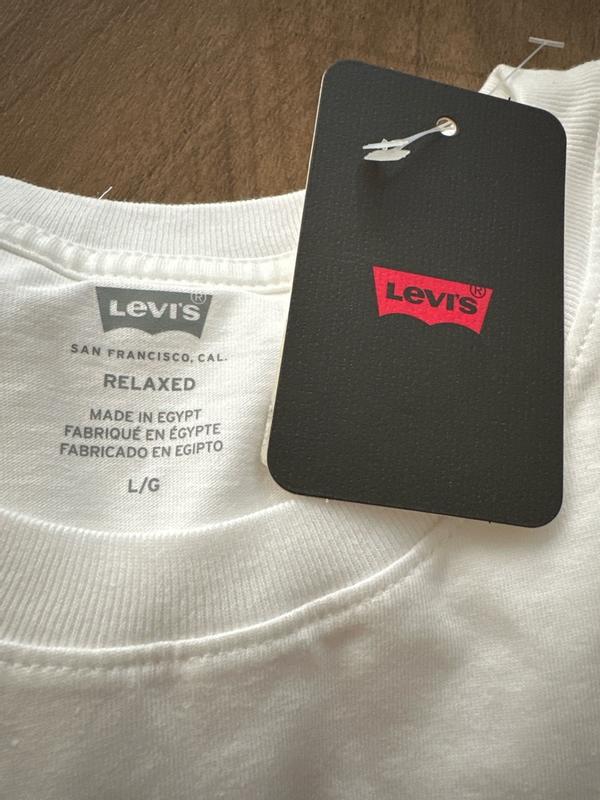 Levi's®
SAN FRANCISCO, CAL.
RELAXED
MADE IN EGYPT
FABRIQUÉ EN ÉGYPTE
FABRICADO EN EGIPTO
L/G
Levi's®